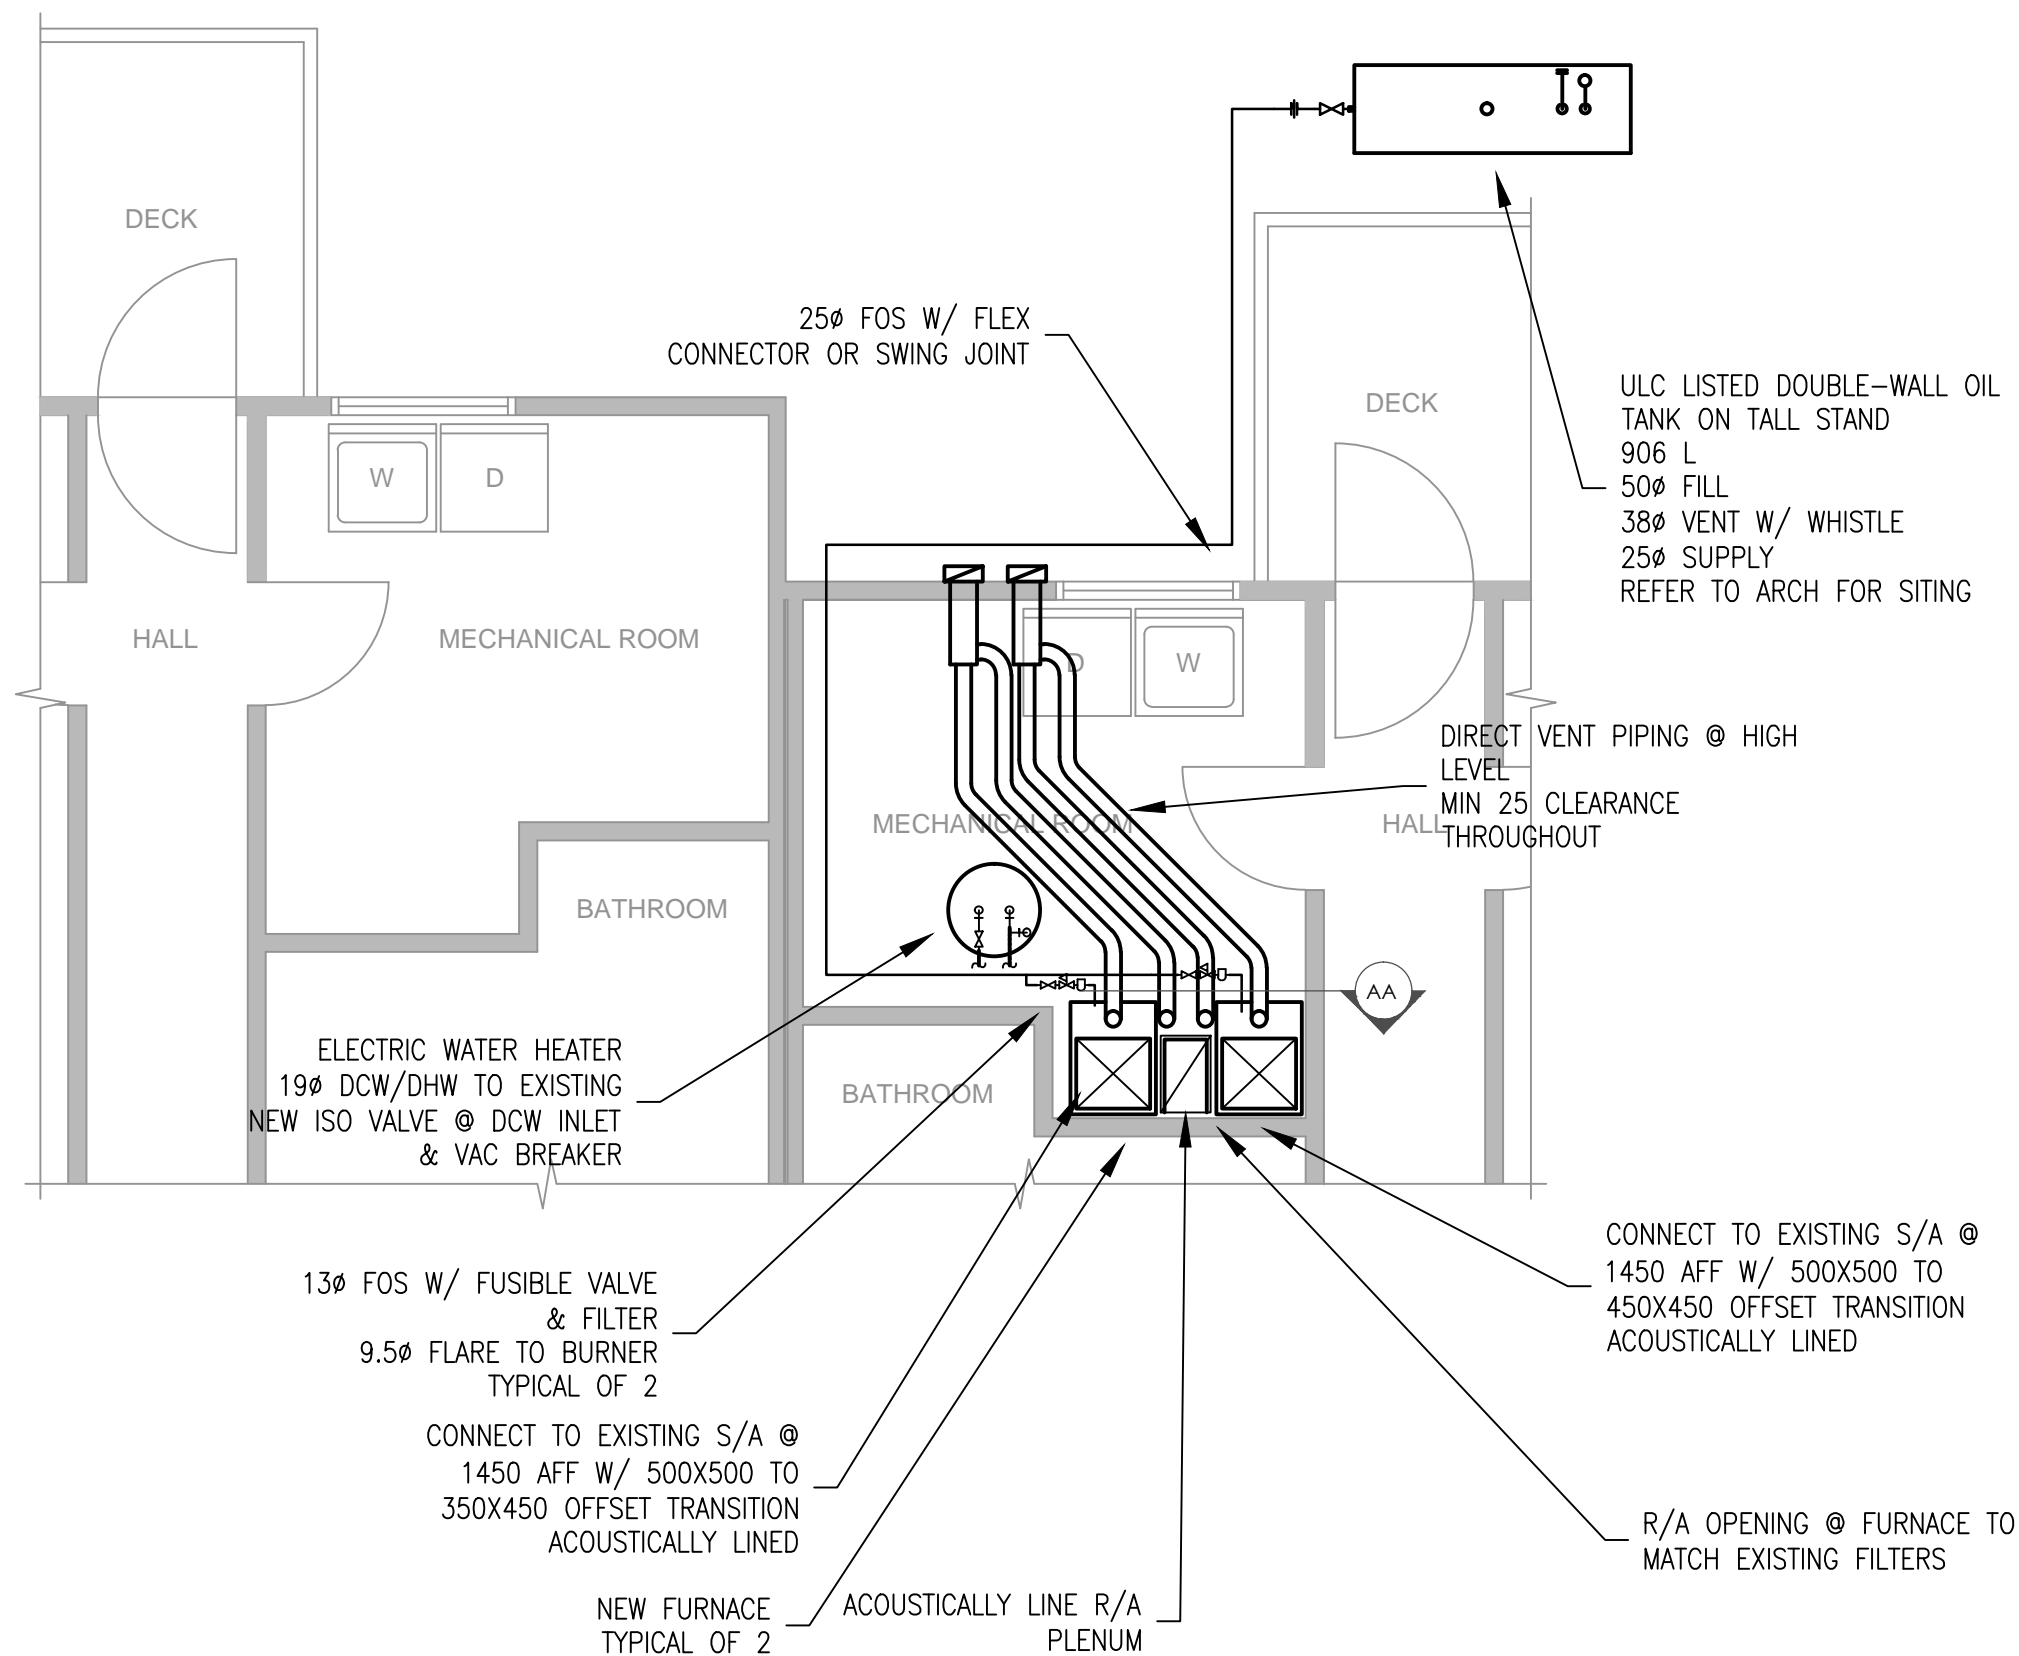 DECK
25ø FOS W/ FLEX
CONNECTOR OR SWING JOINT
ULC LISTED DOUBLE-WALL OIL
TANK ON TALL STAND
906 L
50ø FILL
38ø VENT W/ WHISTLE
25ø SUPPLY
REFER TO ARCH FOR SITING
DECK
W
D
HALL
MECHANICAL ROOM
D
W
DIRECT VENT PIPING @ HIGH
LEVEL
MIN 25 CLEARANCE
THROUGHOUT
MECHANICAL ROOM
HALL
BATHROOM
AA
ELECTRIC WATER HEATER
19ø DCW/DHW TO EXISTING
NEW ISO VALVE @ DCW INLET
& VAC BREAKER
BATHROOM
13ø FOS W/ FUSIBLE VALVE
& FILTER
9.5ø FLARE TO BURNER
TYPICAL OF 2
CONNECT TO EXISTING S/A @
1450 AFF W/ 500X500 TO
450X450 OFFSET TRANSITION
ACOUSTICALLY LINED
CONNECT TO EXISTING S/A @
1450 AFF W/ 500X500 TO
350X450 OFFSET TRANSITION
ACOUSTICALLY LINED
R/A OPENING @ FURNACE TO
MATCH EXISTING FILTERS
NEW FURNACE
TYPICAL OF 2
ACOUSTICALLY LINE R/A
PLENUM